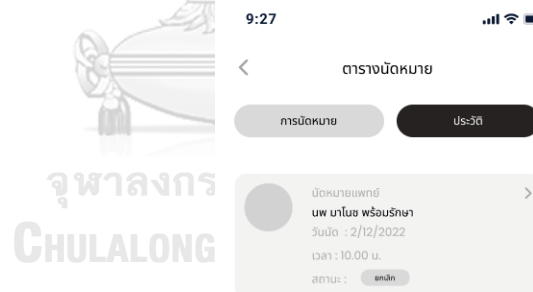 9:27
ตารางนัดหมาย
การนัดหมาย
ประวัติ
จุฬาลงกร
CHULALONG
นัดหมายแพทย์
นพ มาโนช พร้อมรักษา
วันนัด : 2/12/2022
เวลา : 10.00 น.
สถานะ : ยกเลิก